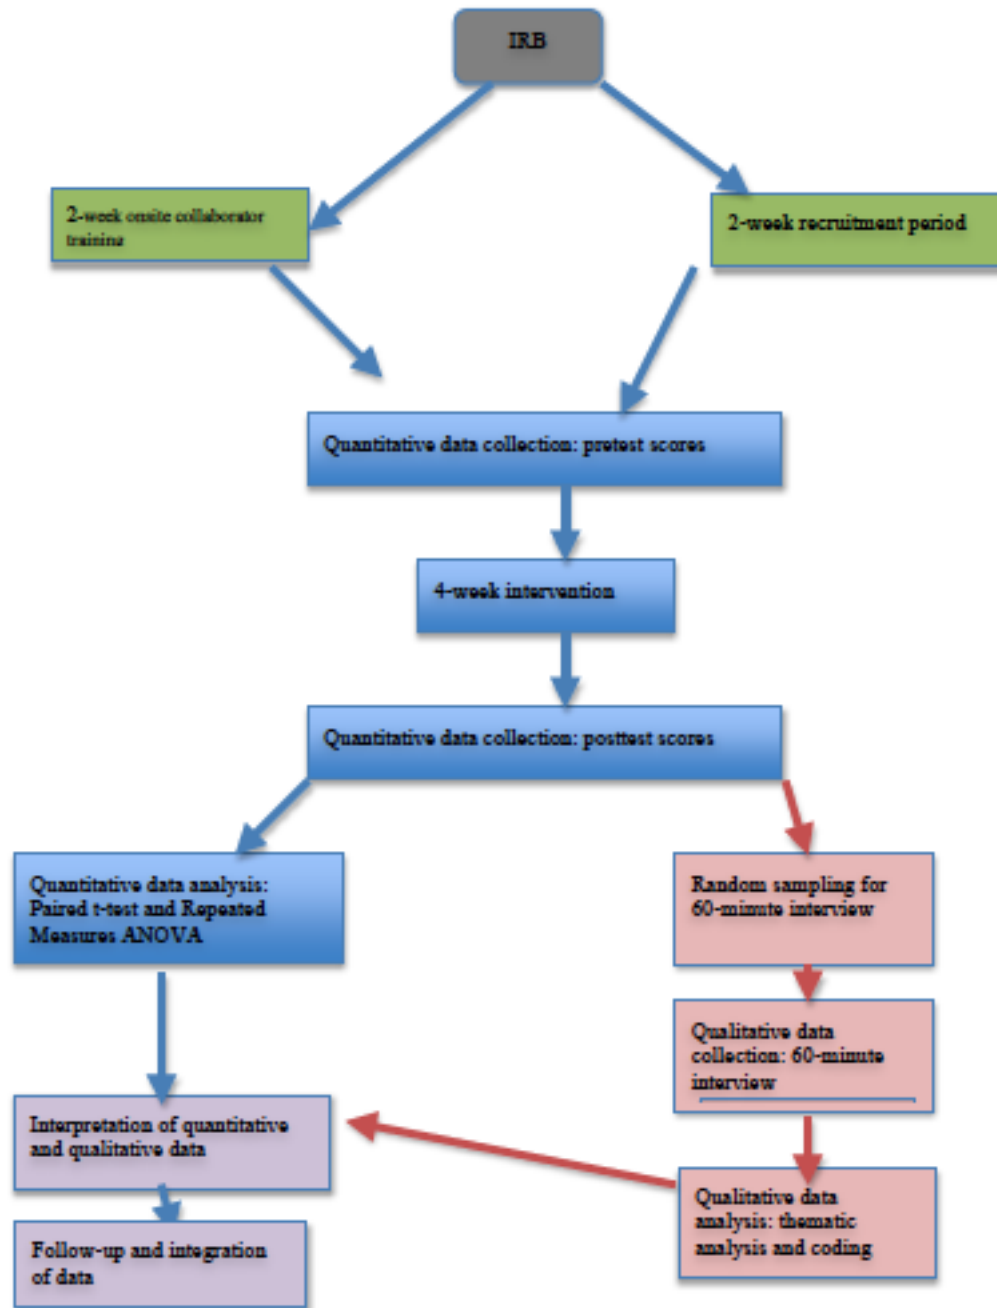 IRB
2-week onsite collaborator
training
2-week recruitment period
Quantitative data collection: pretest scores
4-week intervention
Quantitative data collection: posttest scores
Quantitative data analysis:
Paired t-test and Repeated
Measures ANOVA
Random sampling for
60-minute interview
Qualitative data
collection: 60-minute
interview
Interpretation of quantitative
and qualitative data
Qualitative data
analysis: thematic
analysis and coding
Follow-up and integration
of data